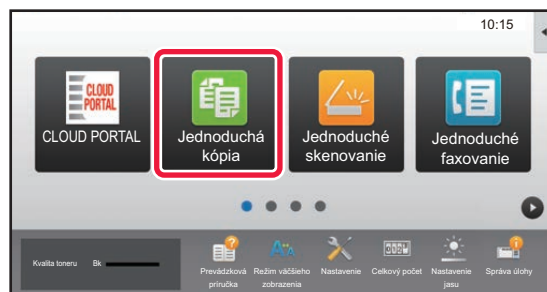 10:15
CLOUD
PORTAL
CLOUD PORTAL
Jednoduchá
kópia
Jednoduché
skenovanie
Jednoduché
faxovanie
Kvalita toneru Bk
Prevádzková
príručka
Režim väčšieho
zobrazenia
Nastavenie
Celkový počet
Nastavenie
jasu
Správa úlohy